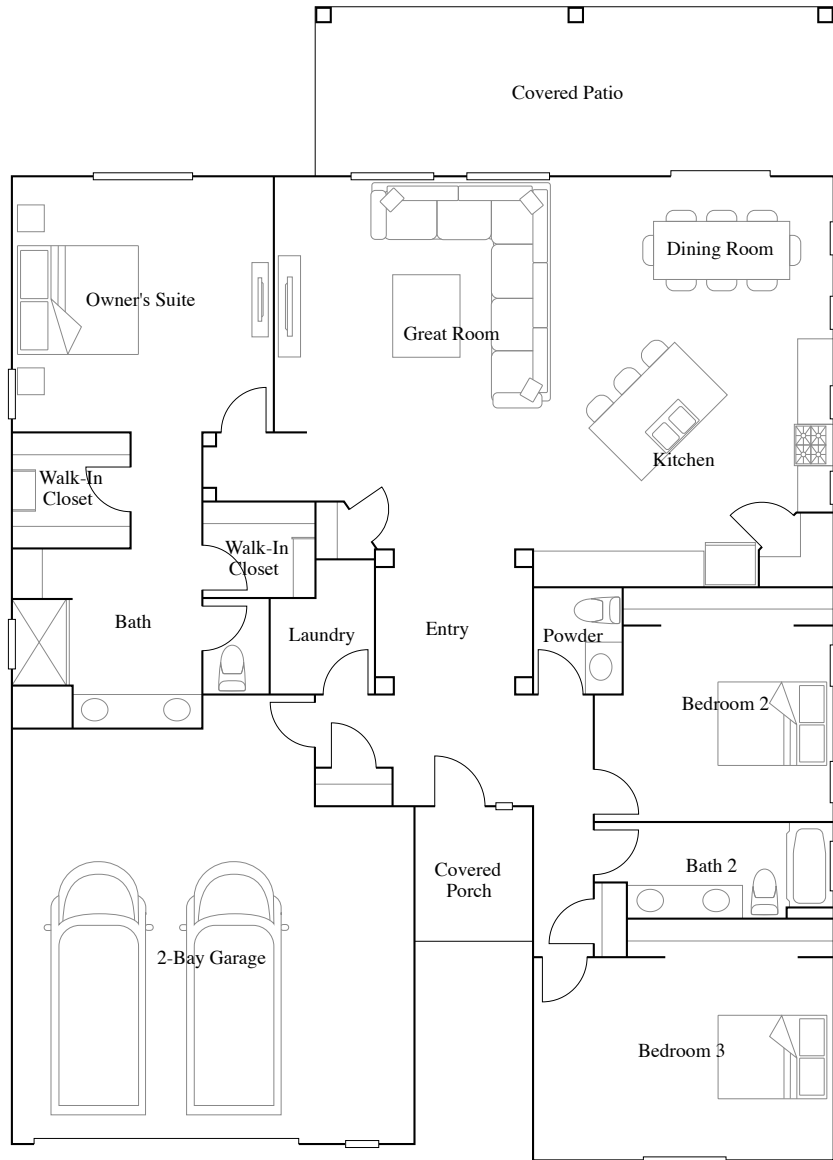 Covered Patio
Dining Room
Owner's Suite
Great Room
Kitchen
Walk-In
Closet
Walk-In
Closet
Bath
Laundry
Entry
Powder
Bedroom 2
Bath 2
Covered
Porch
2-Bay Garage
Bedroom 3